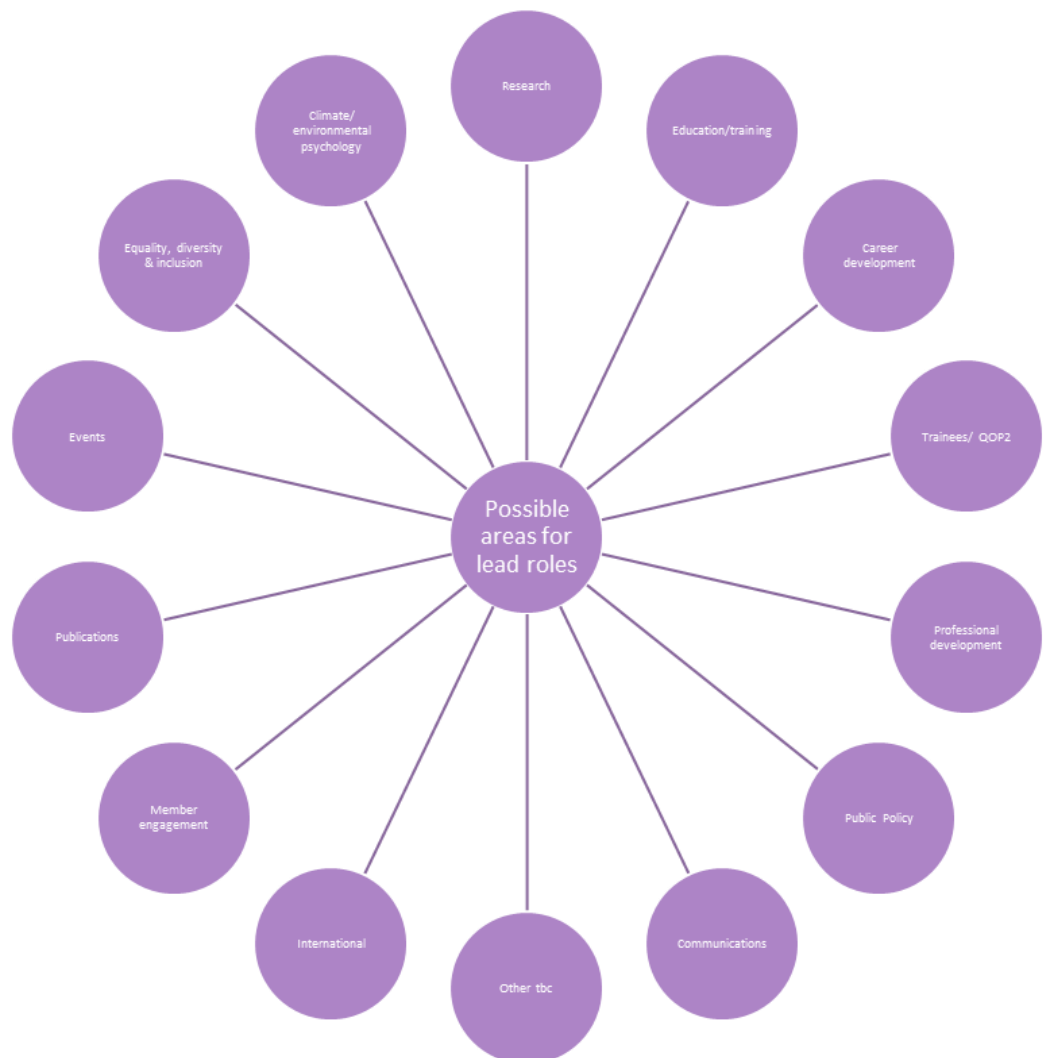 Research
Education/training
Career
development
Trainees/ QOP2
Professional
development
Public Policy
Communications
Other tbc
International
Member
engagement
Publications
Events
Equality, diversity
& inclusion
Climate/
environmental
psychology
Possible
areas for
lead roles